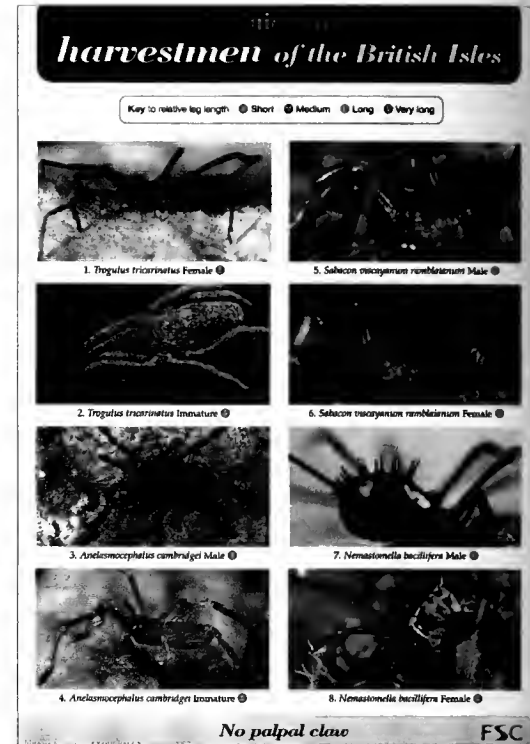 harvestmen of the British Isles
Key to relative leg length Short Medium Long Very long
1. Trogulus tricarinatus Female
2. Trogulus tricarinatus Immature
3. Anelasmocephalus cambridgei Male
4. Anelasmocephalus cambridgei Immature
5. Sabacon viscayanum ramblaianum Male
6. Sabacon viscayanum ramblaianum Female
7. Nemastomella bacillifera Male
8. Nemastomella bacillifera Female
No palpal claw
FSC